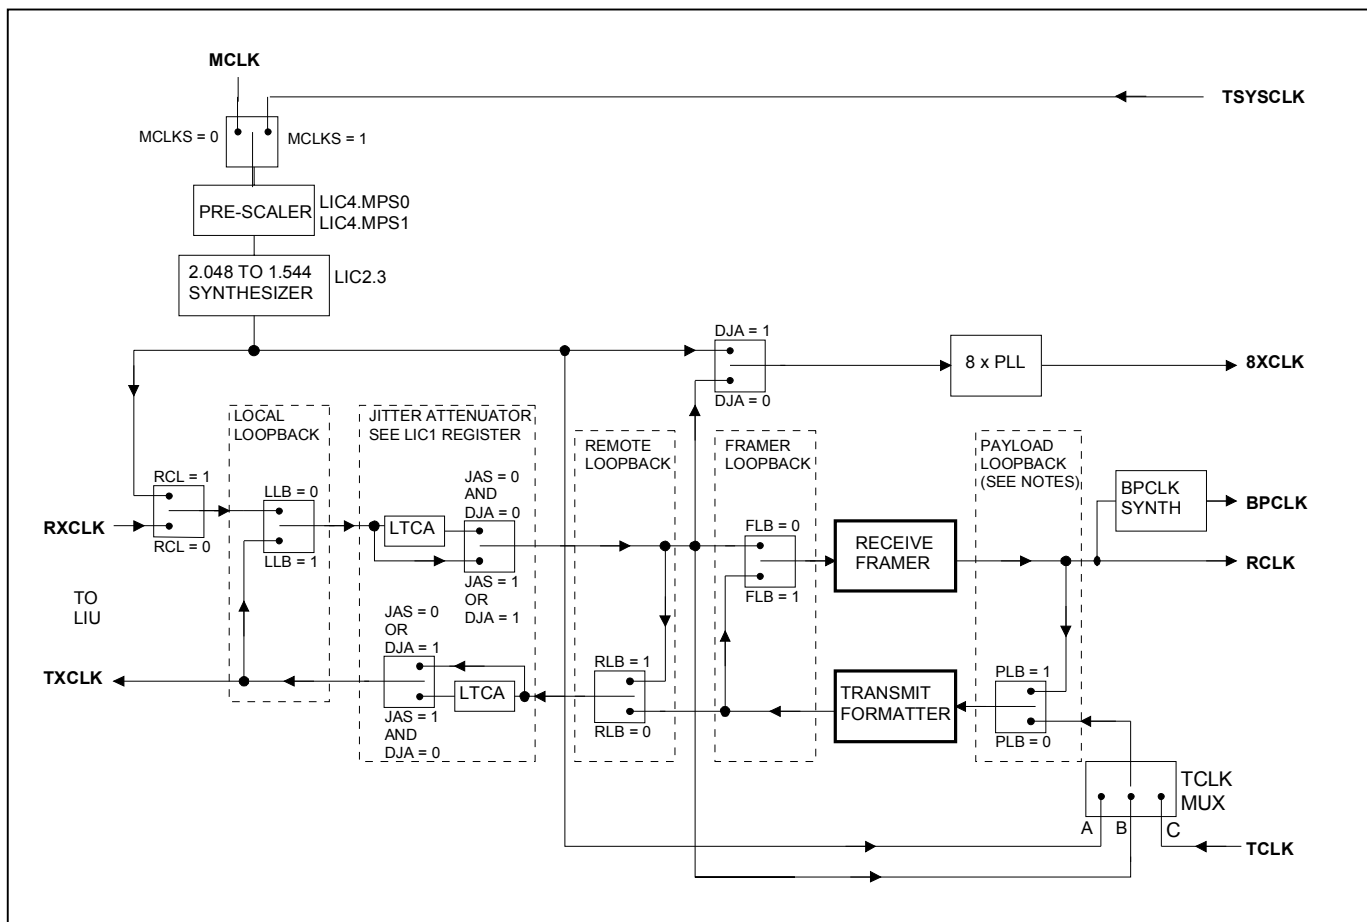 MCLK
TSYSCLK
MCLKS = 0
MCLKS = 1
PRE-SCALER
LIC4.MPS0
LIC4.MPS1
2.048 TO 1.544
SYNTHESIZER
LIC2.3
DJA = 1
8 x PLL
8XCLK
DJA = 0
LOCAL
LOOPBACK
JITTER ATTENUATOR
SEE LIC1 REGISTER
REMOTE
LOOPBACK
FRAMER
LOOPBACK
PAYLOAD
LOOPBACK
(SEE NOTES)
RCL = 1
LLB = 0
JAS = 0
AND
DJA = 0
BPCLK
SYNTH
BPCLK
RXCLK
LTCA
FLB = 0
RECEIVE
FRAMER
RCLK
RCL = 0
LLB = 1
JAS = 1
OR
DJA = 1
FLB = 1
TO
LIU
JAS = 0
OR
DJA = 1
TXCLK
LTCA
RLB = 1
TRANSMIT
FORMATTER
PLB = 1
JAS = 1
AND
DJA = 0
RLB = 0
PLB = 0
TCLK
MUX
A
B
C
TCLK